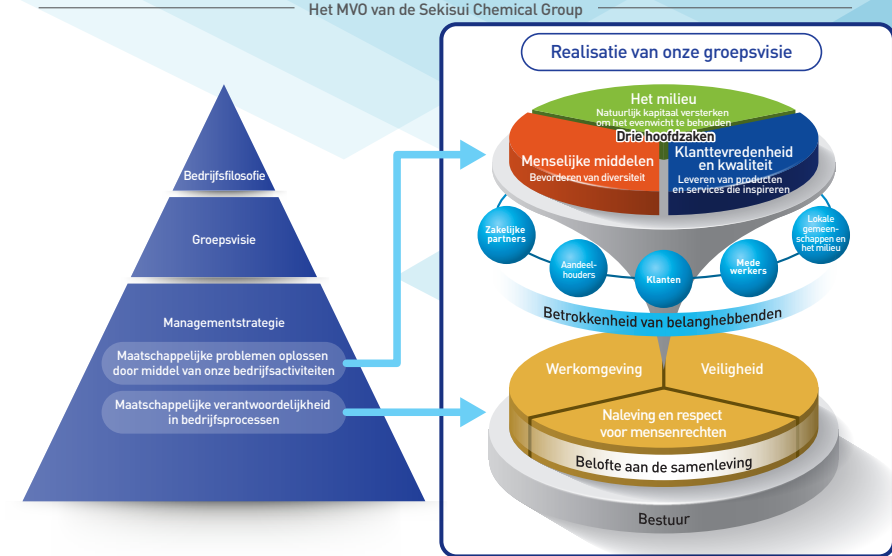 Het MVO van de Sekisui Chemical Group
Bedrijfsfilosofie
Groepsvisie
Managementstrategie
Maatschappelijke problemen oplossen
door middel van onze bedrijfsactiviteiten
Maatschappelijke verantwoordelijkheid
in bedrijfsprocessen
Realisatie van onze groepsvisie
Het milieu
Natuurlijk kapitaal versterken
om het evenwicht te behouden
Drie hoofdzaken
Menselijke middelen
Bevorderen van diversiteit
Klanttevredenheid
en kwaliteit
Leveren van producten
en services die inspireren
Zakelijke
partners
Aandeel-
houders
Klanten
Mede
werkers
Lokale
gemeen-
schappen en
het milieu
Betrokkenheid van belanghebbenden
Werkomgeving
Veiligheid
Naleving en respect
voor mensenrechten
Belofte aan de samenleving
Bestuur